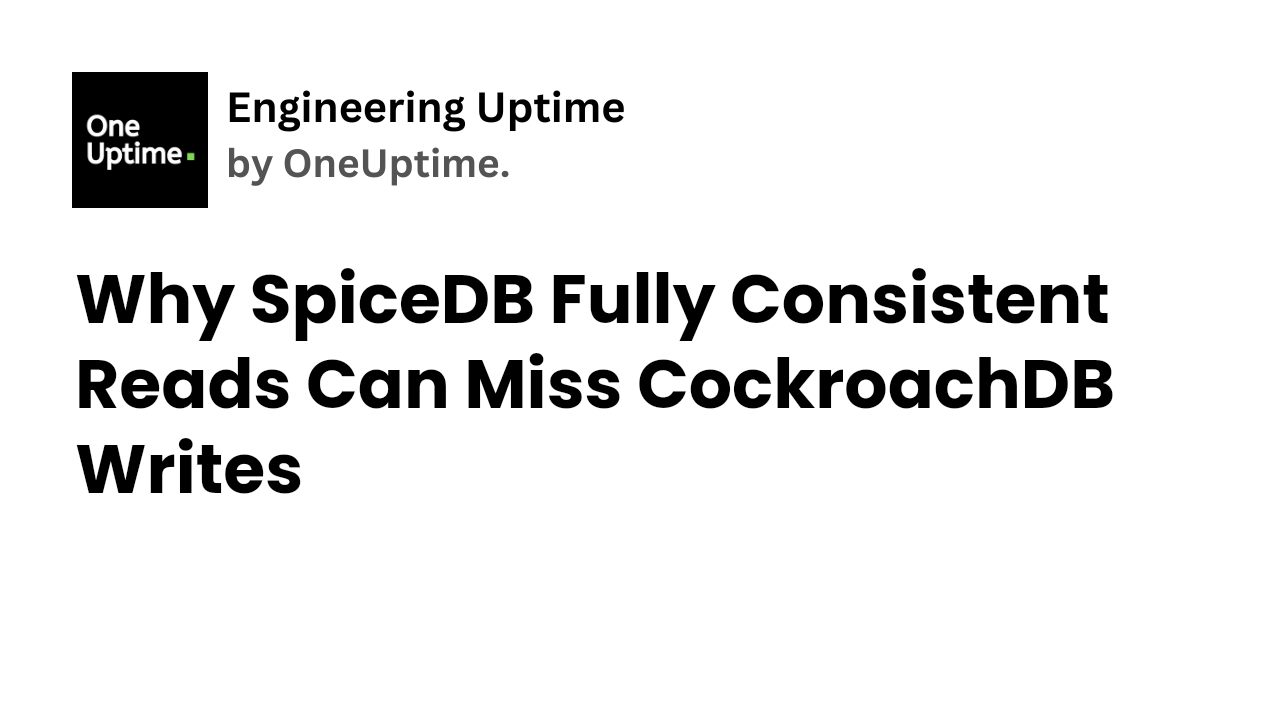 One
Uptime.
Engineering Uptime
by OneUptime.
Why SpiceDB Fully Consistent
Reads Can Miss CockroachDB
Writes